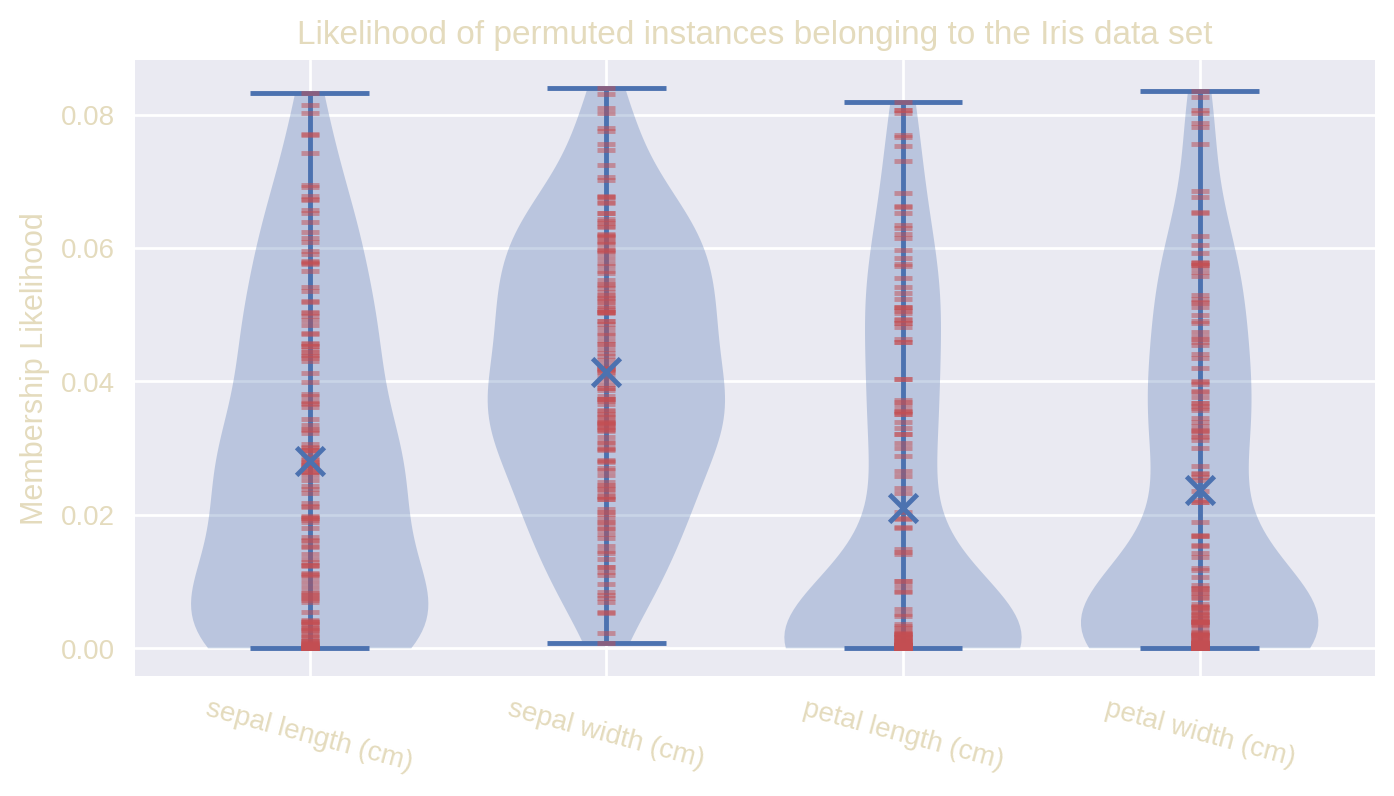 Likelihood of permuted instances belonging to the Iris data set
Membership Likelihood
0.08
0.06
0.04
0.02
0.00
sepal length (cm)
sepal width (cm)
petal length (cm)
petal width (cm)